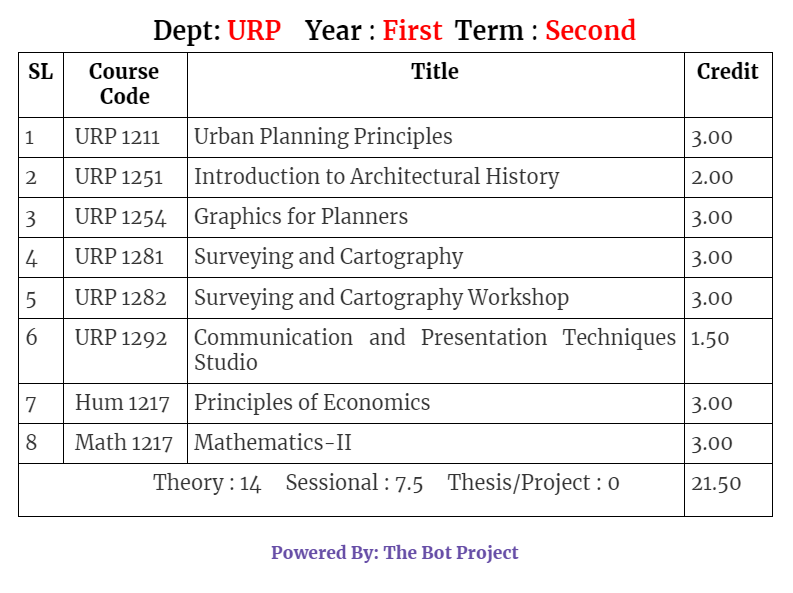 Dept: URP Year : First Term : Second
SL Course Code Title Credit
1 URP 1211 Urban Planning Principles 3.00
2 URP 1251 Introduction to Architectural History 2.00
3 URP 1254 Graphics for Planners 3.00
4 URP 1281 Surveying and Cartography 3.00
5 URP 1282 Surveying and Cartography Workshop 3.00
6 URP 1292 Communication and Presentation Techniques 1.50
Studio
7 Hum 1217 Principles of Economics 3.00
8 Math 1217 Mathematics-II 3.00
Theory : 14 Sessional : 7.5 Thesis/Project : 0 21.50
Powered By: The Bot Project